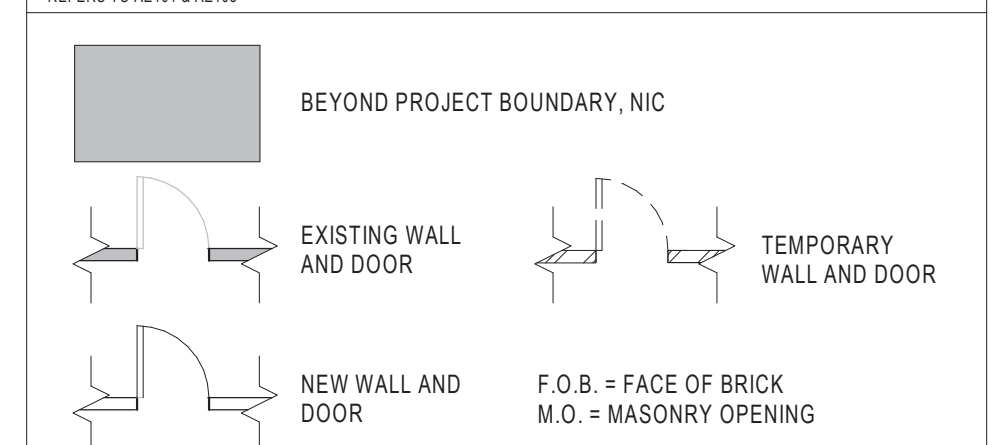 BEYOND PROJECT BOUNDARY, NIC
EXISTING WALL
AND DOOR
TEMPORARY
WALL AND DOOR
NEW WALL AND
DOOR
F.O.B. = FACE OF BRICK
M.O. = MASONRY OPENING